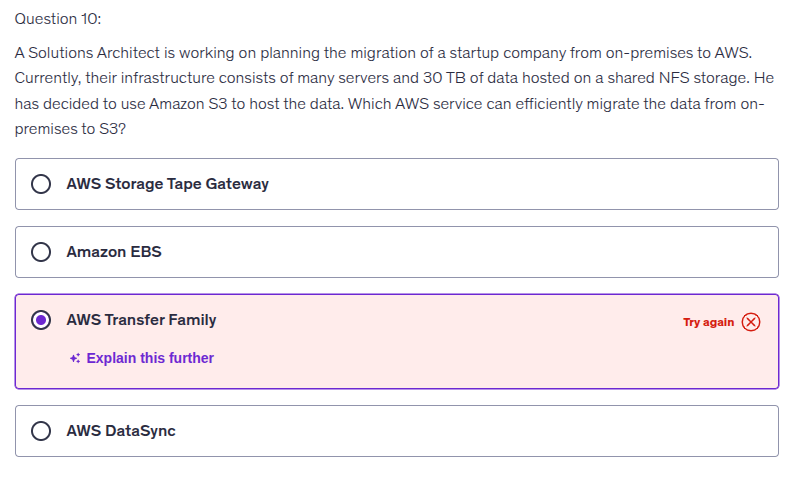 Question 10:
A Solutions Architect is working on planning the migration of a startup company from on-premises to AWS.
Currently, their infrastructure consists of many servers and 30 TB of data hosted on a shared NFS storage. He
has decided to use Amazon S3 to host the data. Which AWS service can efficiently migrate the data from on-
premises to S3?
AWS Storage Tape Gateway
Amazon EBS
AWS Transfer Family
Try again
Explain this further
AWS DataSync